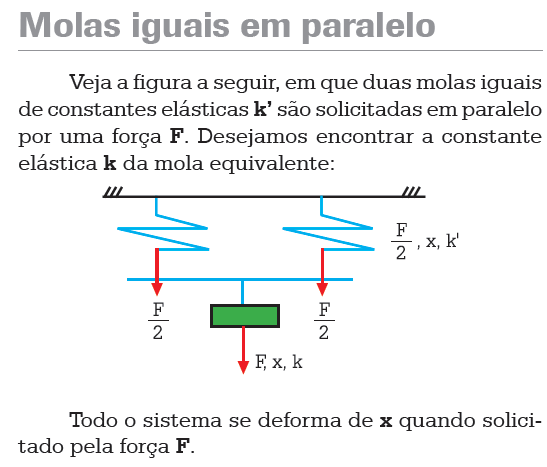 Molas iguais em paralelo
Veja a figura a seguir, em que duas molas iguais
de constantes elásticas k’ são solicitadas em paralelo
por uma força F. Desejamos encontrar a constante
elástica k da mola equivalente:
F/2 , x, k'
F/2
F/2
F, x, k
Todo o sistema se deforma de x quando solici-
tado pela força F.